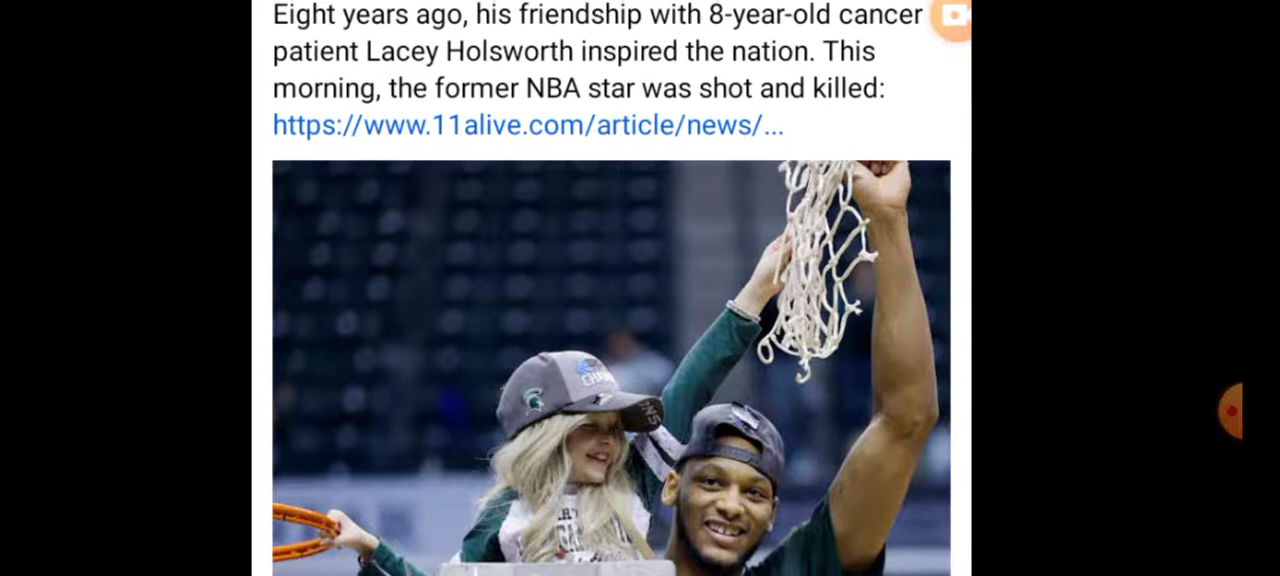 Eight years ago, his friendship with 8-year-old cancer
patient Lacey Holsworth inspired the nation. This
morning, the former NBA star was shot and killed:
https://www.11alive.com/article/news/...